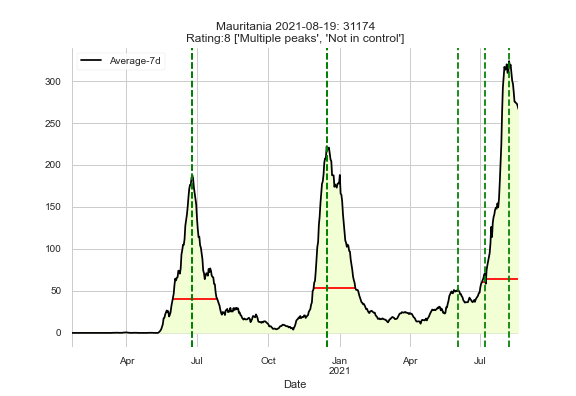 Mauritania 2021-08-19: 31174
Rating:8 ['Multiple peaks', 'Not in control']
Average-7d
300
250
200
150
100
50
0
Apr Jul Oct Jan Apr Jul
2021
Date